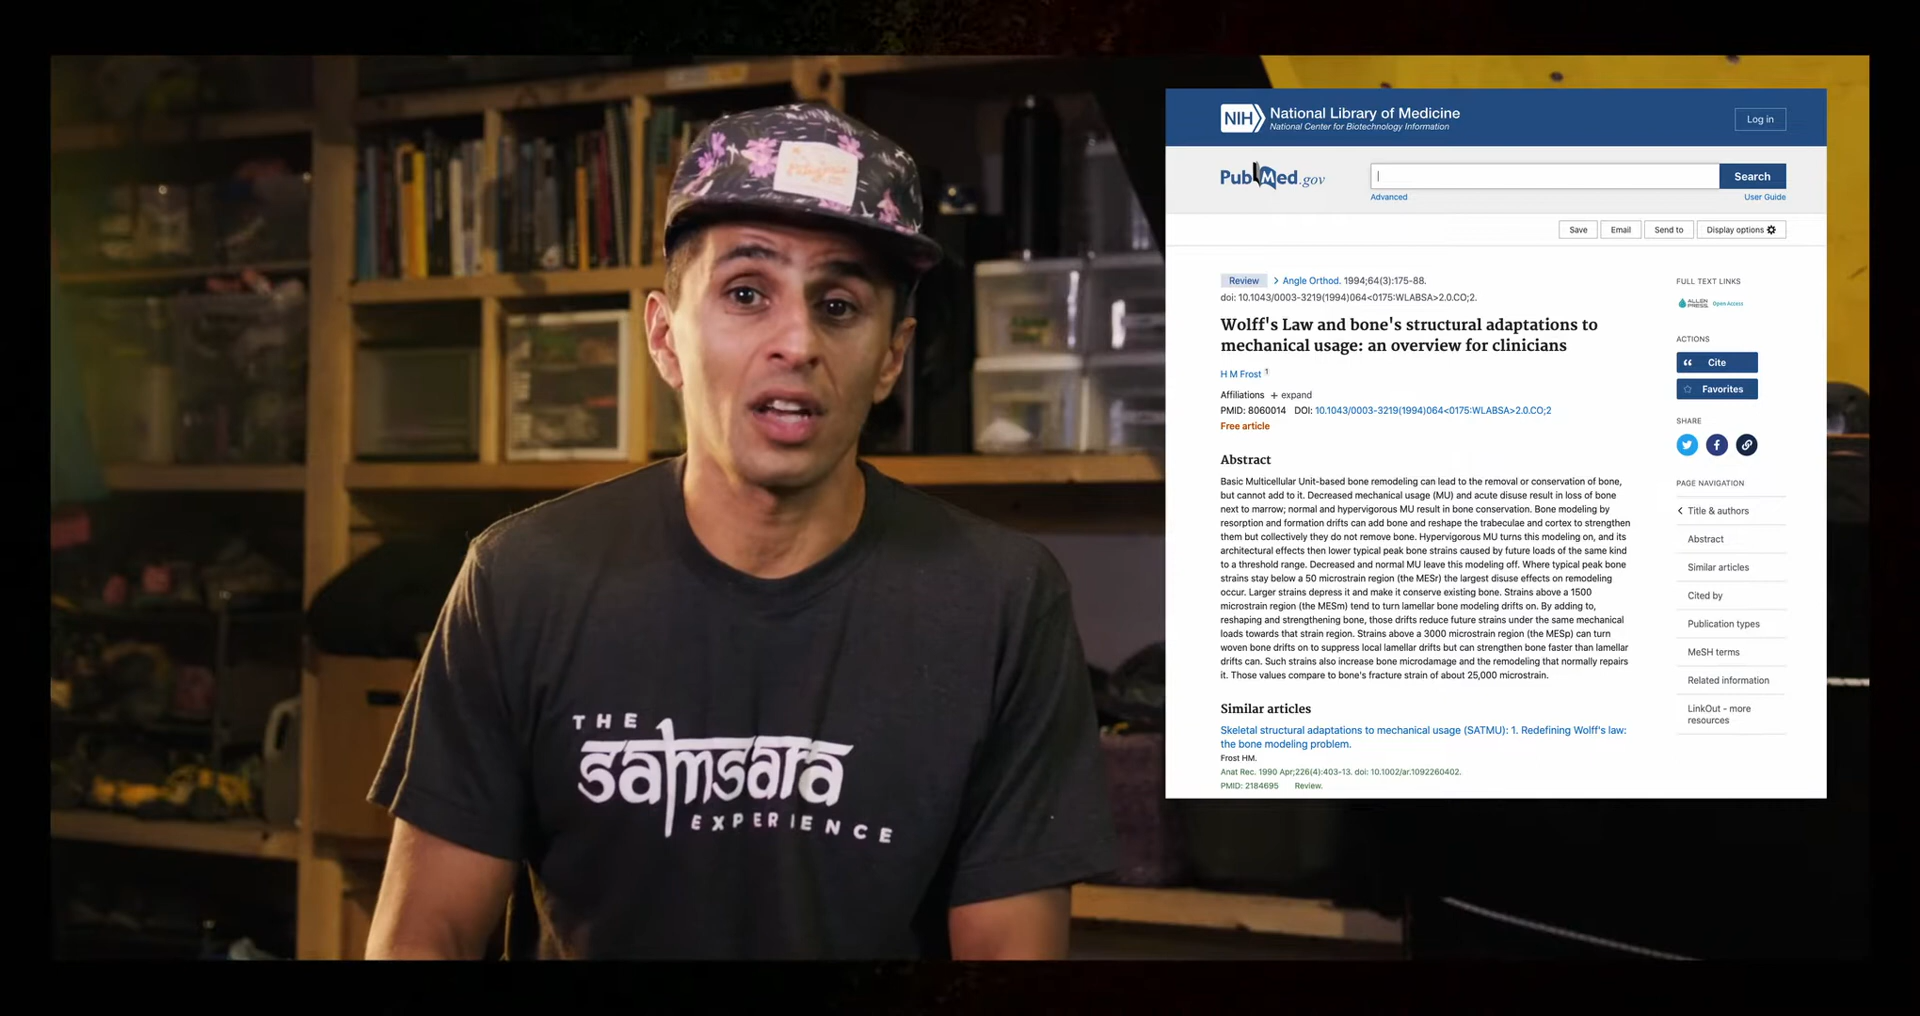 THE
samsara
EXPERIENCE
NIH National Library of Medicine
National Center for Biotechnology Information
Log in
PubMed.gov
Search
Advanced
User Guide
Save
Email
Send to
Display options
Review
Angle Orthod. 1994;64(3):175-88.
doi: 10.1043/0003-3219(1994)064<0175:WLABSA>2.0.CO;2.
Wolff's Law and bone's structural adaptations to
mechanical usage: an overview for clinicians
H M Frost 1
Affiliations + expand
PMID: 8060014 DOI: 10.1043/0003-3219(1994)064<0175:WLABSA>2.0.CO;2
Free article
Abstract
Basic Multicellular Unit-based bone remodeling can lead to the removal or conservation of bone,
but cannot add to it. Decreased mechanical usage (MU) and acute disuse result in loss of bone
next to marrow; normal and hypervigorous MU result in bone conservation. Bone modeling by
resorption and formation drifts can add bone and reshape the trabeculae and cortex to strengthen
them but collectively they do not remove bone. Hypervigorous MU turns this modeling on, and its
architectural effects then lower typical peak bone strains caused by future loads of the same kind
to a threshold range. Decreased and normal MU leave this modeling off. Where typical peak bone
strains stay below a 50 microstrain region (the MESr) the largest disuse effects on remodeling
occur. Larger strains depress it and make it conserve existing bone. Strains above a 1500
microstrain region (the MESm) tend to turn lamellar bone modeling drifts on. By adding to,
reshaping and strengthening bone, those drifts reduce future strains under the same mechanical
loads towards that strain region. Strains above a 3000 microstrain region (the MESp) can turn
woven bone drifts on to suppress local lamellar drifts but can strengthen bone faster than lamellar
drifts can. Such strains also increase bone microdamage and the remodeling that normally repairs
it. Those values compare to bone's fracture strain of about 25,000 microstrain.
Similar articles
Skeletal structural adaptations to mechanical usage (SATMU): 1. Redefining Wolff's law:
the bone modeling problem.
Frost HM.
Anat Rec. 1990 Apr;226(4):403-13. doi: 10.1002/ar.1092260402.
PMID: 2184695 Review.
FULL TEXT LINKS
ALLEN PRESS Open Access
ACTIONS
Cite
Favorites
SHARE
PAGE NAVIGATION
Title & authors
Abstract
Similar articles
Cited by
Publication types
MeSH terms
Related information
LinkOut - more
resources